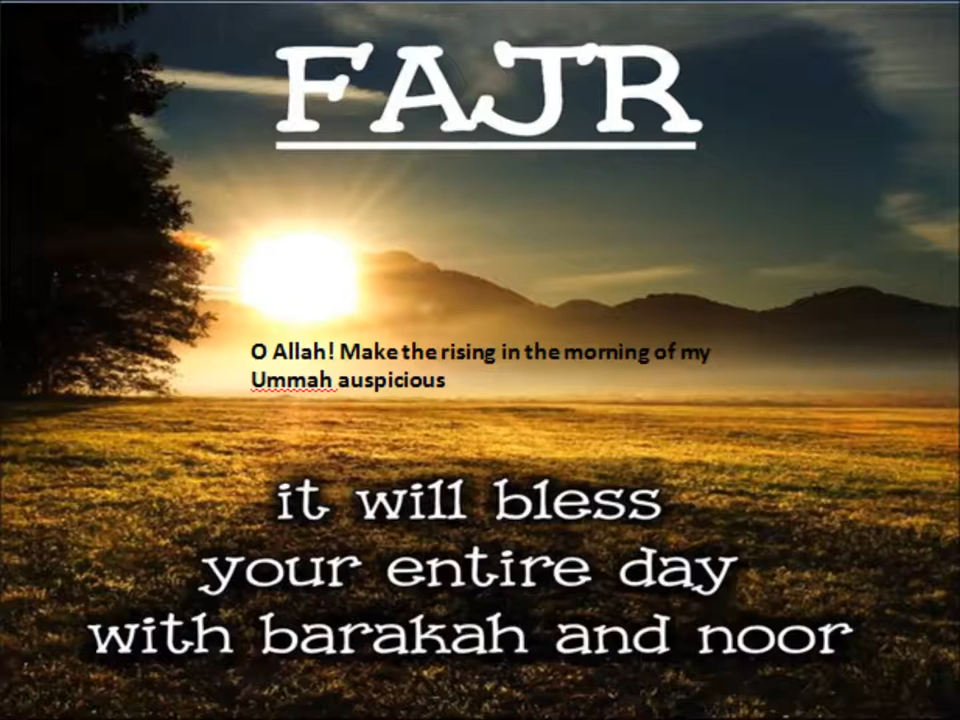 FAJR
O Allah! Make the rising in the morning of my
Ummah auspicious
it will bless
your entire day
with barakah and noor